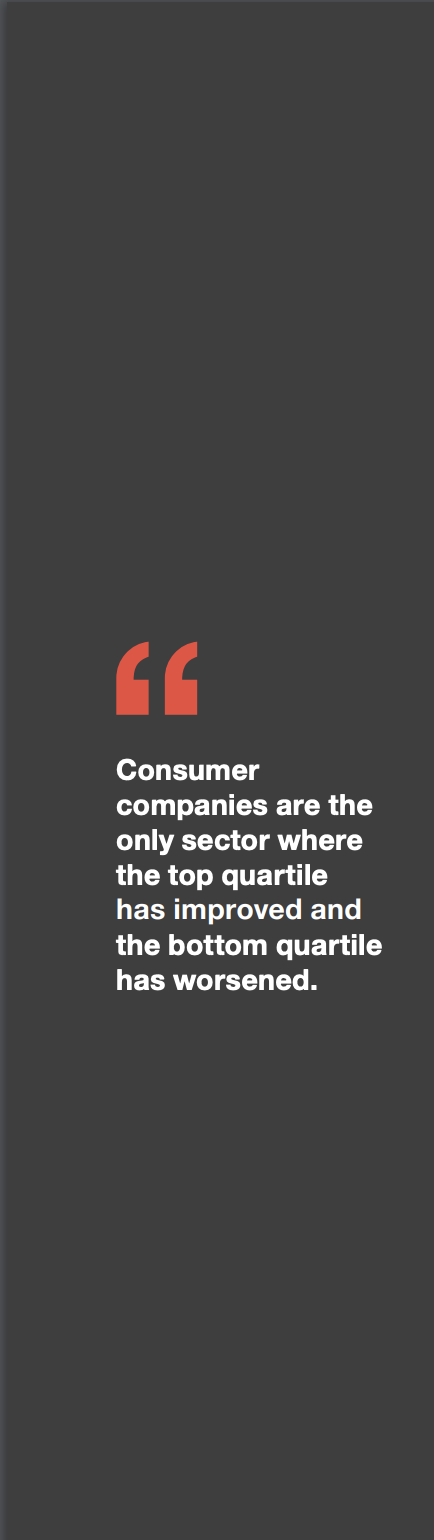 “
Consumer
companies are the
only sector where
the top quartile
has improved and
the bottom quartile
has worsened.